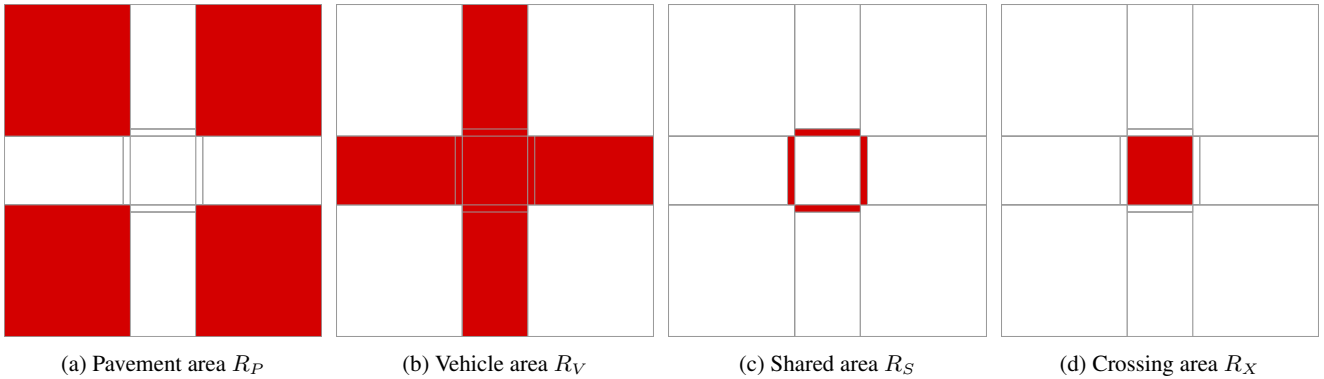 (a) Pavement area R_P
(b) Vehicle area R_V
(c) Shared area R_S
(d) Crossing area R_X